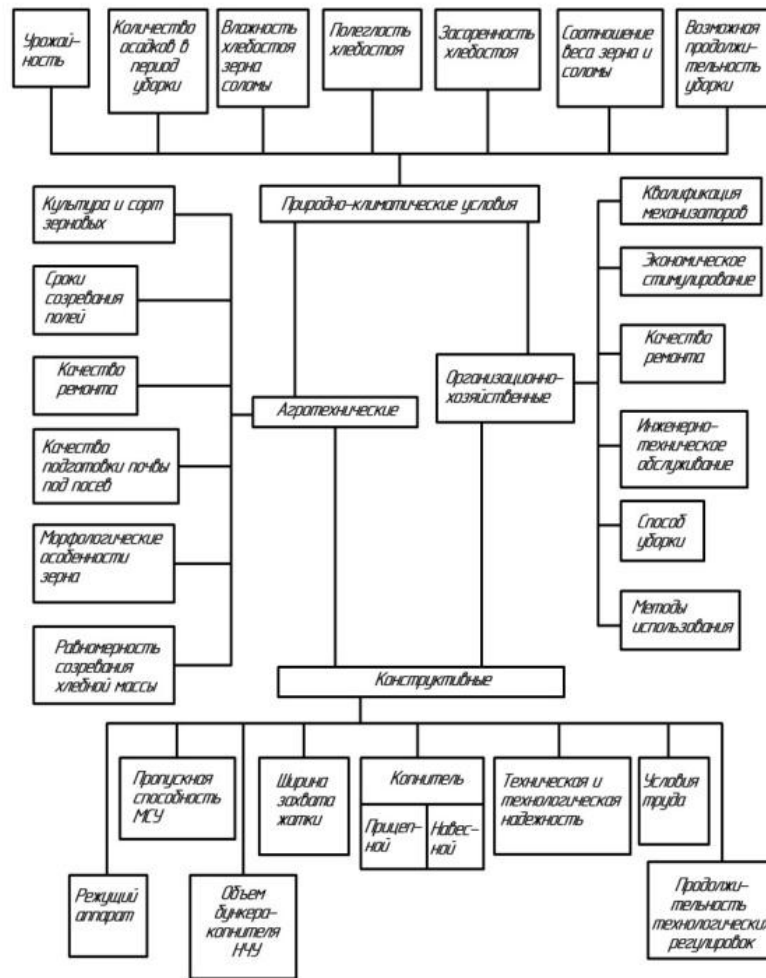 Урожай-
ность
Количество
осадков в
период
уборки
Влажность
хлебостоя
зерна
соломы
Полеглость
хлебостоя
Засоренность
хлебостоя
Соотношение
веса зерна и
соломы
Возможная
продолжи-
тельность
уборки
Природно-климатические условия
Культура и сорт
зерновых
Сроки
созревания
полей
Качество
ремонта
Качество
подготовки почвы
под посев
Морфологические
особенности
зерна
Равномерность
созревания
хлебной массы
Агротехнические
Организационно-
хозяйственные
Квалификация
механизаторов
Экономическое
стимулирование
Качество
ремонта
Инженерно-
техническое
обслуживание
Способ
уборки
Методы
использования
Конструктивные
Пропускная
способность
МСУ
Ширина
захвата
жатки
Копнитель
Прицеп-
ной
Навес-
ной
Техническая и
технологическая
надежность
Условия
труда
Режущий
аппарат
Объем
бункера-
копнителя
НЧУ
Продолжи-
тельность
технологических
регулировок